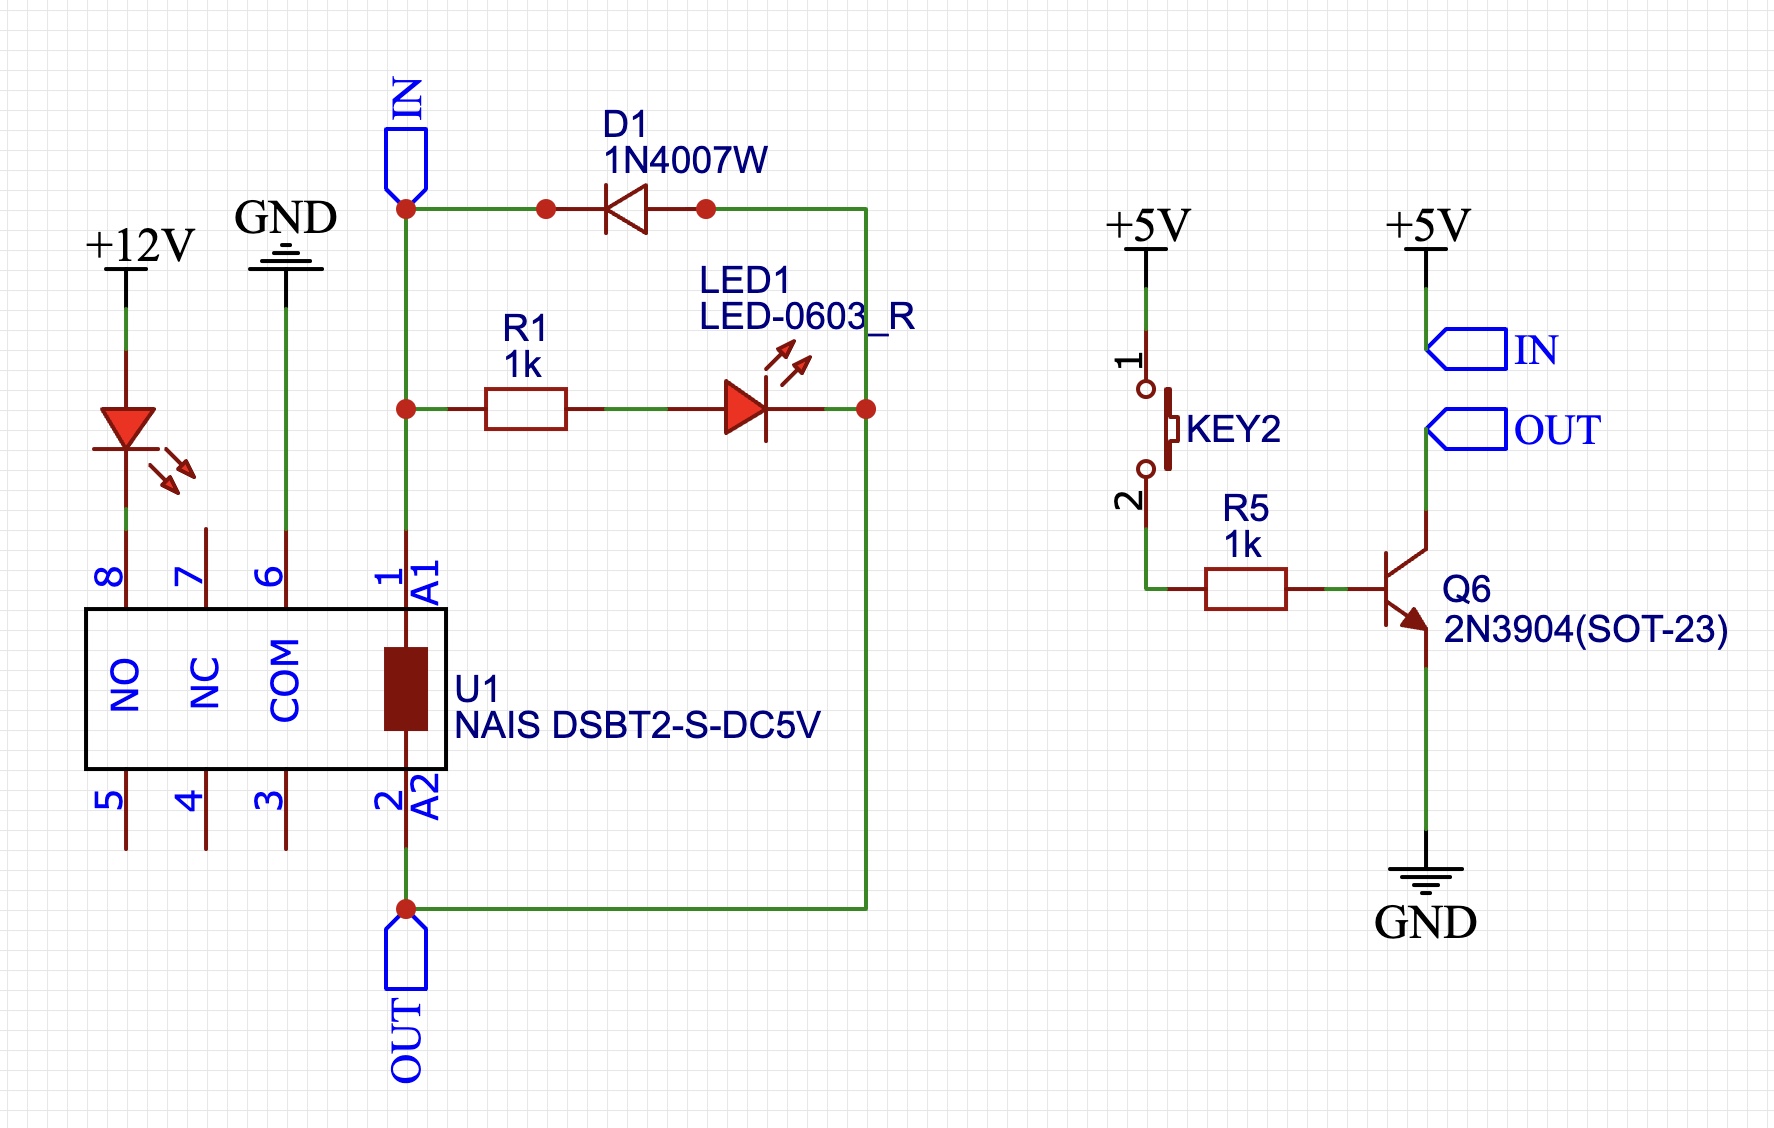 IN
D1
1N4007W
GND
+12V
LED1
LED-0603_R
R1
1k
8
7
6
1
A1
NO
NC
COM
U1
NAIS DSBT2-S-DC5V
5
4
3
2
A2
OUT
+5V
+5V
1
IN
KEY2
OUT
2
R5
1k
Q6
2N3904(SOT-23)
GND